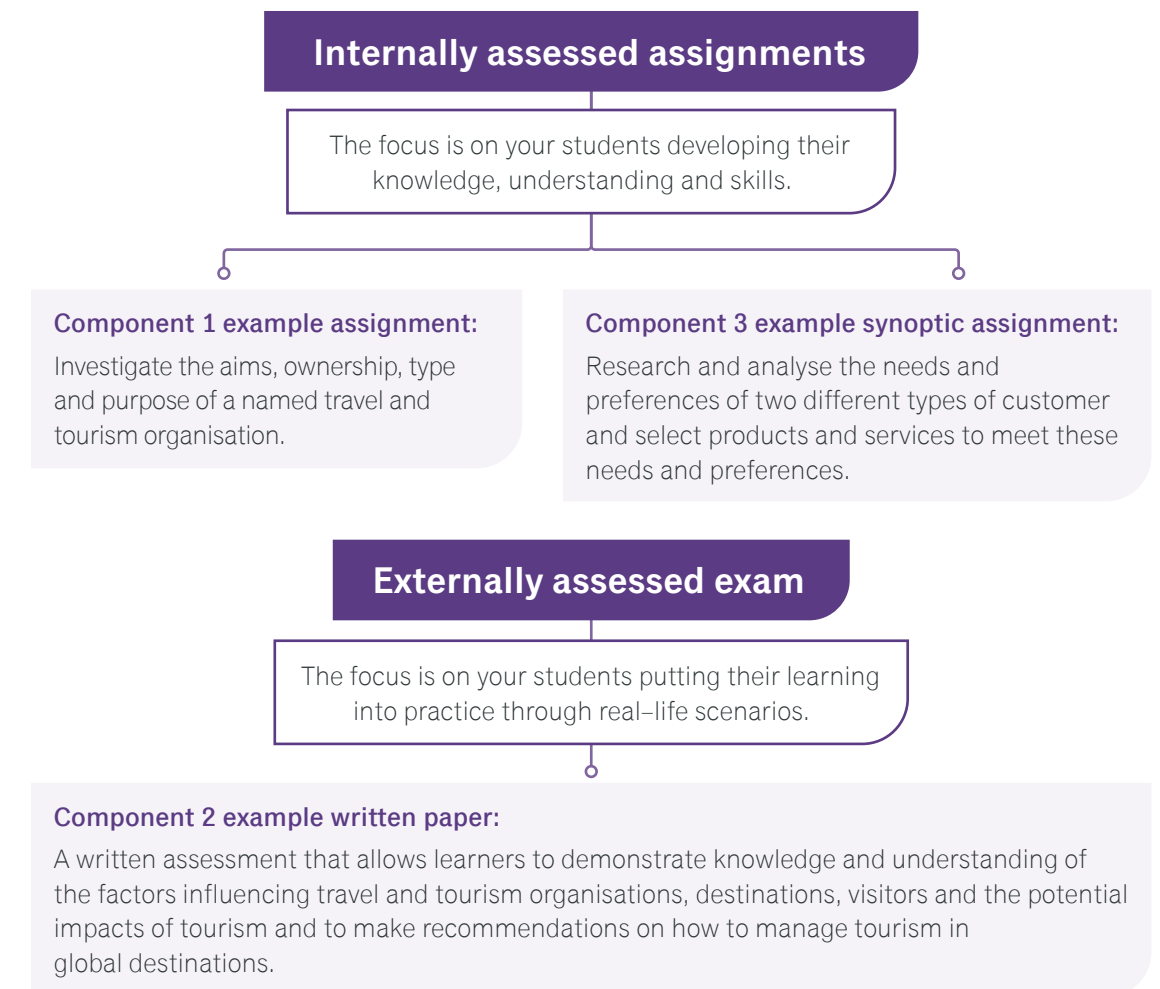 Internally assessed assignments
The focus is on your students developing their
knowledge, understanding and skills.
Component 1 example assignment:
Investigate the aims, ownership, type
and purpose of a named travel and
tourism organisation.
Component 3 example synoptic assignment:
Research and analyse the needs and
preferences of two different types of customer
and select products and services to meet these
needs and preferences.
Externally assessed exam
The focus is on your students putting their learning
into practice through real–life scenarios.
Component 2 example written paper:
A written assessment that allows learners to demonstrate knowledge and understanding of
the factors influencing travel and tourism organisations, destinations, visitors and the potential
impacts of tourism and to make recommendations on how to manage tourism in
global destinations.